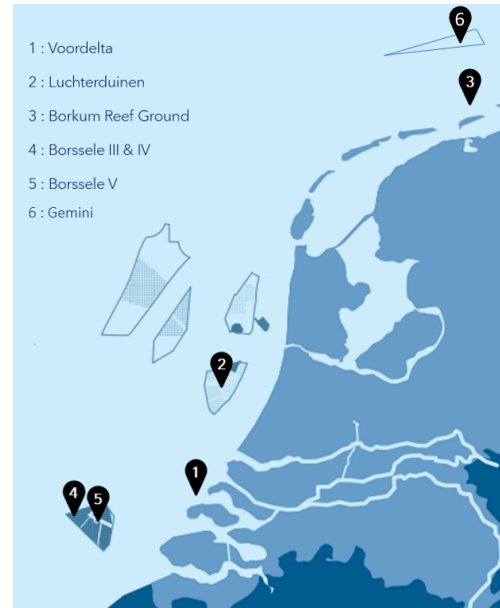 1 : Voordelta
2 : Luchterduinen
3 : Borkum Reef Ground
4 : Borssele III & IV
5 : Borssele V
6 : Gemini
6
3
2
1
4
5